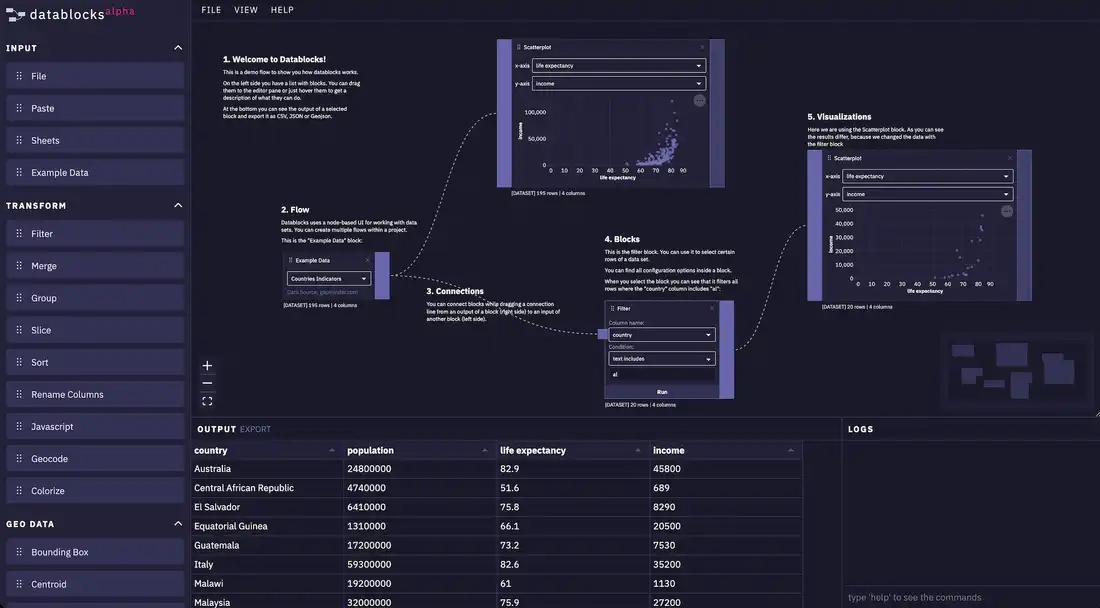 datablocks alpha
FILE VIEW HELP
INPUT
File
Paste
Sheets
Example Data
TRANSFORM
Filter
Merge
Group
Slice
Sort
Rename Columns
Javascript
Geocode
Colorize
GEO DATA
Bounding Box
Centroid
1. Welcome to Datablocks!
This is a demo flow to show you how datablocks works.
On the left side you have a list with blocks. You can drag
them to the editor pane or just hover them to get a
description of what they can do.
At the bottom you can see the output of a selected
block and export it as CSV, JSON or Geojson.
2. Flow
Datablocks uses a node-based UI for working with data
sets. You can create multiple flows within a project.
This is the "Example Data" block:
Example Data
Countries Indicators
Data Source: gapminder.com
[DATASET] 195 rows | 4 columns
3. Connections
You can connect blocks while dragging a connection
line from an output of a block (right side) to an input of
another block (left side).
Scatterplot
x-axis life expectancy
y-axis income
income
100,000
50,000
0
0 10 20 30 40 50 60 70 80 90
life expectancy
[DATASET] 195 rows | 4 columns
4. Blocks
This is the filter block. You can use it to select certain
rows of a data set.
You can find all configuration options inside a block.
When you select the block you can see that it filters all
rows where the "country" column includes "al":
Filter
Column name:
country
Condition:
text includes
al
Run
[DATASET] 20 rows | 4 columns
5. Visualizations
Here we are using the Scatterplot block. As you can see
the results differ, because we changed the data with
the filter block
Scatterplot
x-axis life expectancy
y-axis income
income
50,000
40,000
30,000
20,000
10,000
0
0 10 20 30 40 50 60 70 80 90
life expectancy
[DATASET] 20 rows | 4 columns
OUTPUT EXPORT
country population life expectancy income
Australia 24800000 82.9 45800
Central African Republic 4740000 51.6 689
El Salvador 6410000 75.8 8290
Equatorial Guinea 1310000 66.1 20500
Guatemala 17200000 73.2 7530
Italy 59300000 82.6 35200
Malawi 19200000 61 1130
Malaysia 32000000 75.9 27200
LOGS
type 'help' to see the commands